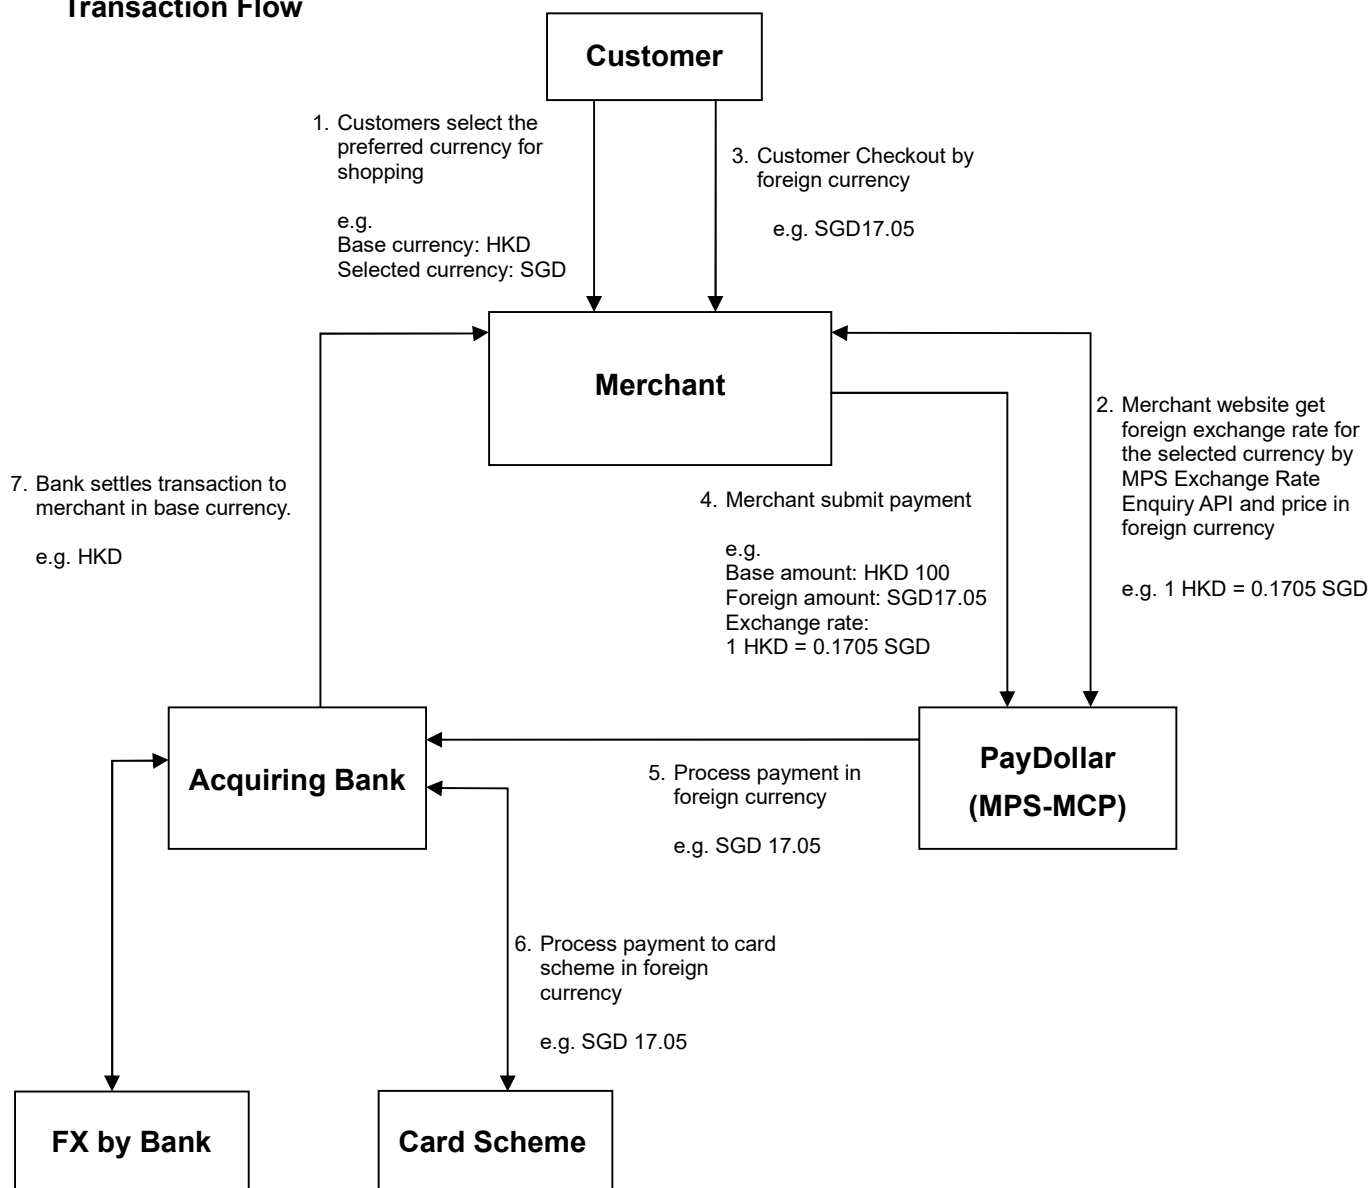 Transaction Flow
Customer
1. Customers select the
preferred currency for
shopping
e.g.
Base currency: HKD
Selected currency: SGD
3. Customer Checkout by
foreign currency
e.g. SGD17.05
Merchant
2. Merchant website get
foreign exchange rate for
the selected currency by
MPS Exchange Rate
Enquiry API and price in
foreign currency
e.g. 1 HKD = 0.1705 SGD
7. Bank settles transaction to
merchant in base currency.
e.g. HKD
4. Merchant submit payment
e.g.
Base amount: HKD 100
Foreign amount: SGD17.05
Exchange rate:
1 HKD = 0.1705 SGD
Acquiring Bank
5. Process payment in
foreign currency
e.g. SGD 17.05
PayDollar
(MPS-MCP)
6. Process payment to card
scheme in foreign
currency
e.g. SGD 17.05
FX by Bank
Card Scheme